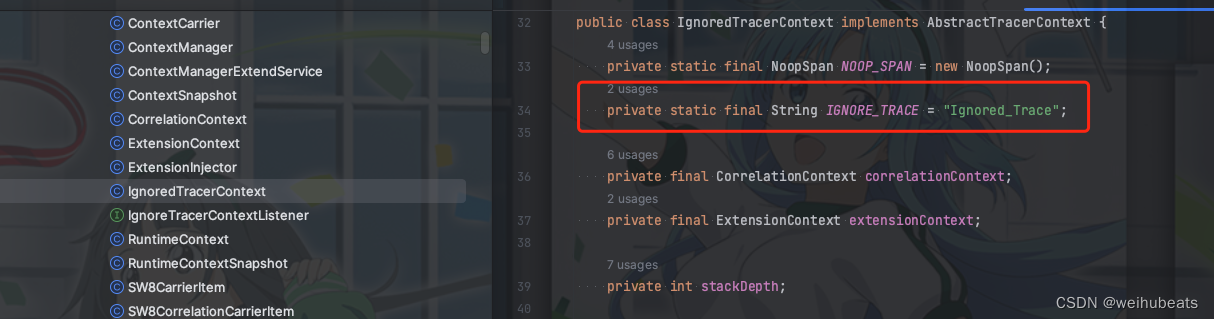 ContextCarrier
ContextManager
ContextManagerExtendService
ContextSnapshot
CorrelationContext
ExtensionContext
ExtensionInjector
IgnoredTracerContext
IgnoreTracerContextListener
RuntimeContext
RuntimeContextSnapshot
SW8CarrierItem
SW8CorrelationCarrierItem
32 public class IgnoredTracerContext implements AbstractTracerContext {
4 usages
33 private static final NoopSpan NOOP_SPAN = new NoopSpan();
2 usages
34 private static final String IGNORE_TRACE = "Ignored_Trace";
35
6 usages
36 private final CorrelationContext correlationContext;
2 usages
37 private final ExtensionContext extensionContext;
38
7 usages
39 private int stackDepth;
40
CSDN @weihubeats